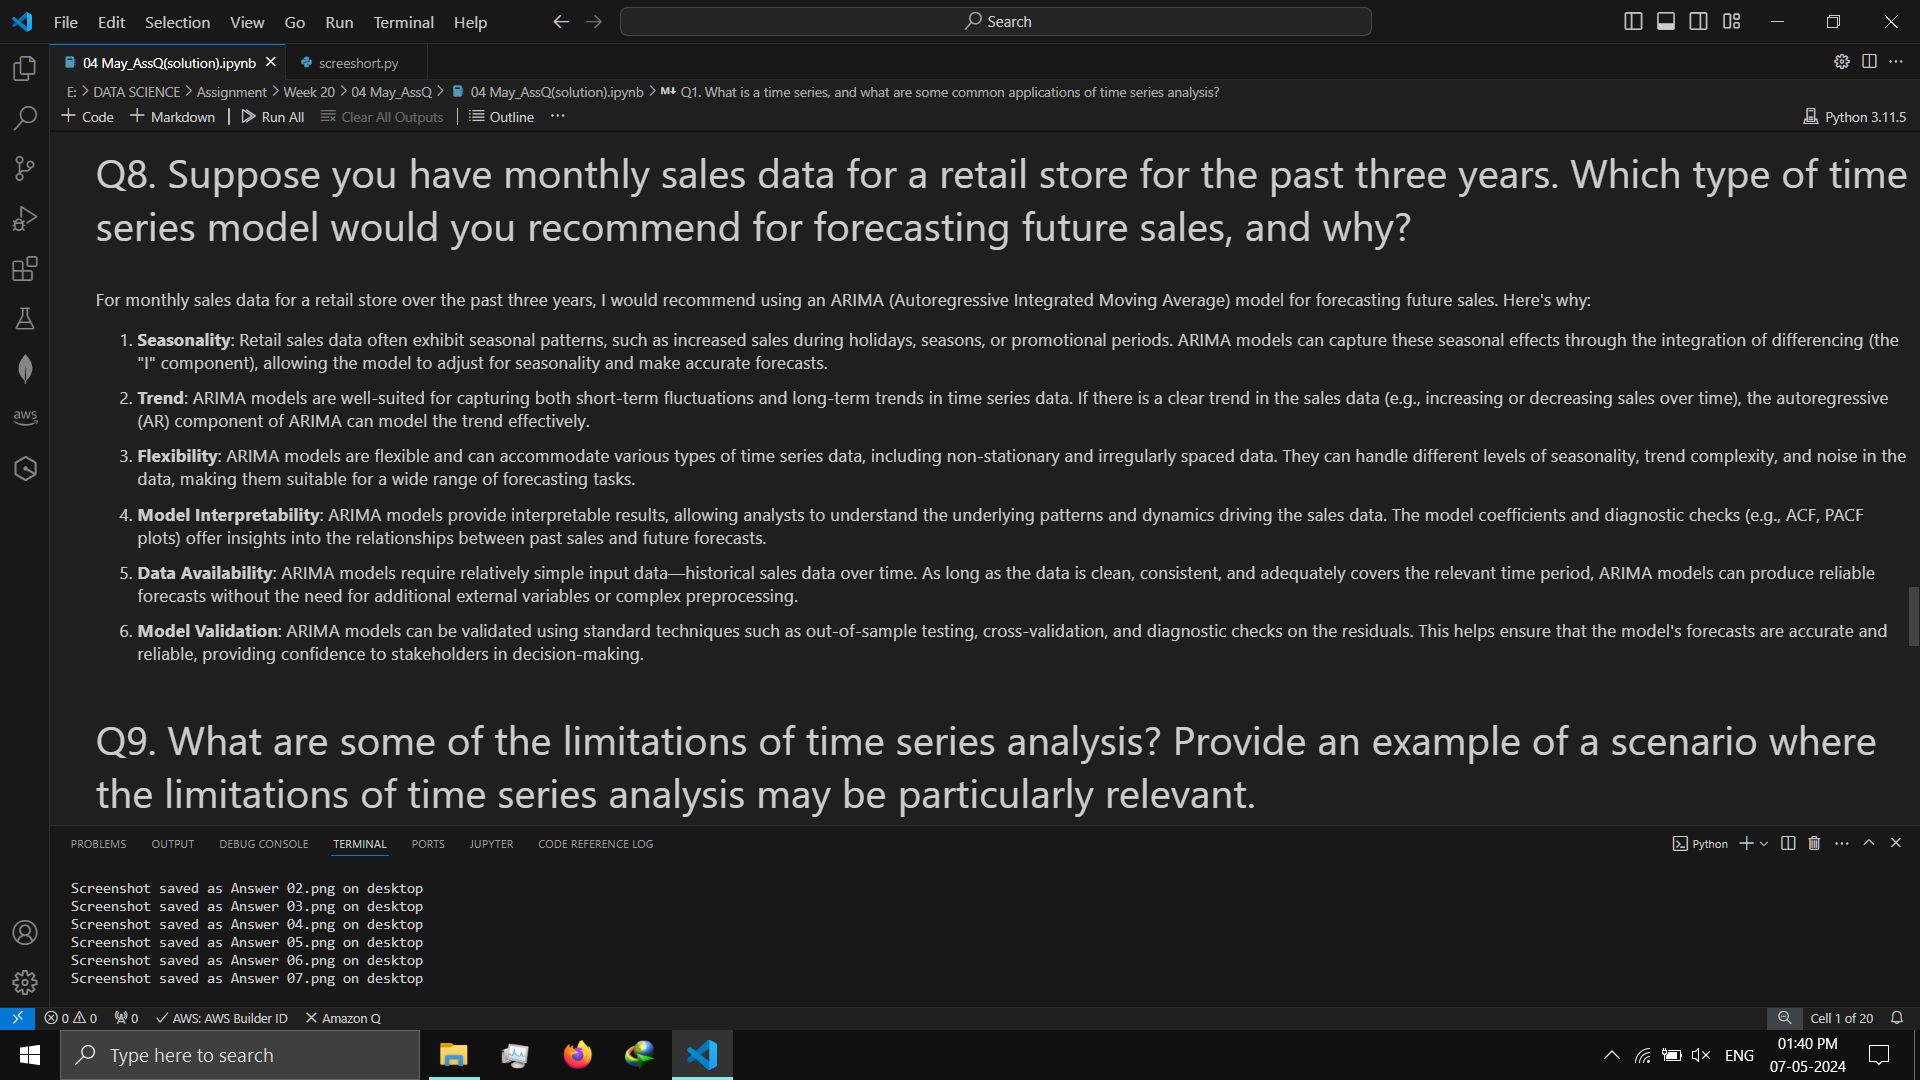 File Edit Selection View Go Run Terminal Help
Search
04 May_AssQ(solution).ipynb
screeshort.py
E: > DATA SCIENCE > Assignment > Week 20 > 04 May_AssQ > 04 May_AssQ(solution).ipynb > M↓ Q1. What is a time series, and what are some common applications of time series analysis?
+ Code + Markdown Run All Clear All Outputs Outline ...
Python 3.11.5
Q8. Suppose you have monthly sales data for a retail store for the past three years. Which type of time
series model would you recommend for forecasting future sales, and why?
For monthly sales data for a retail store over the past three years, I would recommend using an ARIMA (Autoregressive Integrated Moving Average) model for forecasting future sales. Here's why:
1. Seasonality: Retail sales data often exhibit seasonal patterns, such as increased sales during holidays, seasons, or promotional periods. ARIMA models can capture these seasonal effects through the integration of differencing (the
"I" component), allowing the model to adjust for seasonality and make accurate forecasts.
2. Trend: ARIMA models are well-suited for capturing both short-term fluctuations and long-term trends in time series data. If there is a clear trend in the sales data (e.g., increasing or decreasing sales over time), the autoregressive
(AR) component of ARIMA can model the trend effectively.
3. Flexibility: ARIMA models are flexible and can accommodate various types of time series data, including non-stationary and irregularly spaced data. They can handle different levels of seasonality, trend complexity, and noise in the
data, making them suitable for a wide range of forecasting tasks.
4. Model Interpretability: ARIMA models provide interpretable results, allowing analysts to understand the underlying patterns and dynamics driving the sales data. The model coefficients and diagnostic checks (e.g., ACF, PACF
plots) offer insights into the relationships between past sales and future forecasts.
5. Data Availability: ARIMA models require relatively simple input data—historical sales data over time. As long as the data is clean, consistent, and adequately covers the relevant time period, ARIMA models can produce reliable
forecasts without the need for additional external variables or complex preprocessing.
6. Model Validation: ARIMA models can be validated using standard techniques such as out-of-sample testing, cross-validation, and diagnostic checks on the residuals. This helps ensure that the model's forecasts are accurate and
reliable, providing confidence to stakeholders in decision-making.
Q9. What are some of the limitations of time series analysis? Provide an example of a scenario where
the limitations of time series analysis may be particularly relevant.
PROBLEMS OUTPUT DEBUG CONSOLE TERMINAL PORTS JUPYTER CODE REFERENCE LOG
Python
Screenshot saved as Answer 02.png on desktop
Screenshot saved as Answer 03.png on desktop
Screenshot saved as Answer 04.png on desktop
Screenshot saved as Answer 05.png on desktop
Screenshot saved as Answer 06.png on desktop
Screenshot saved as Answer 07.png on desktop
aws
0 0 0 AWS: AWS Builder ID Amazon Q
Cell 1 of 20
Type here to search
ENG
01:40 PM
07-05-2024